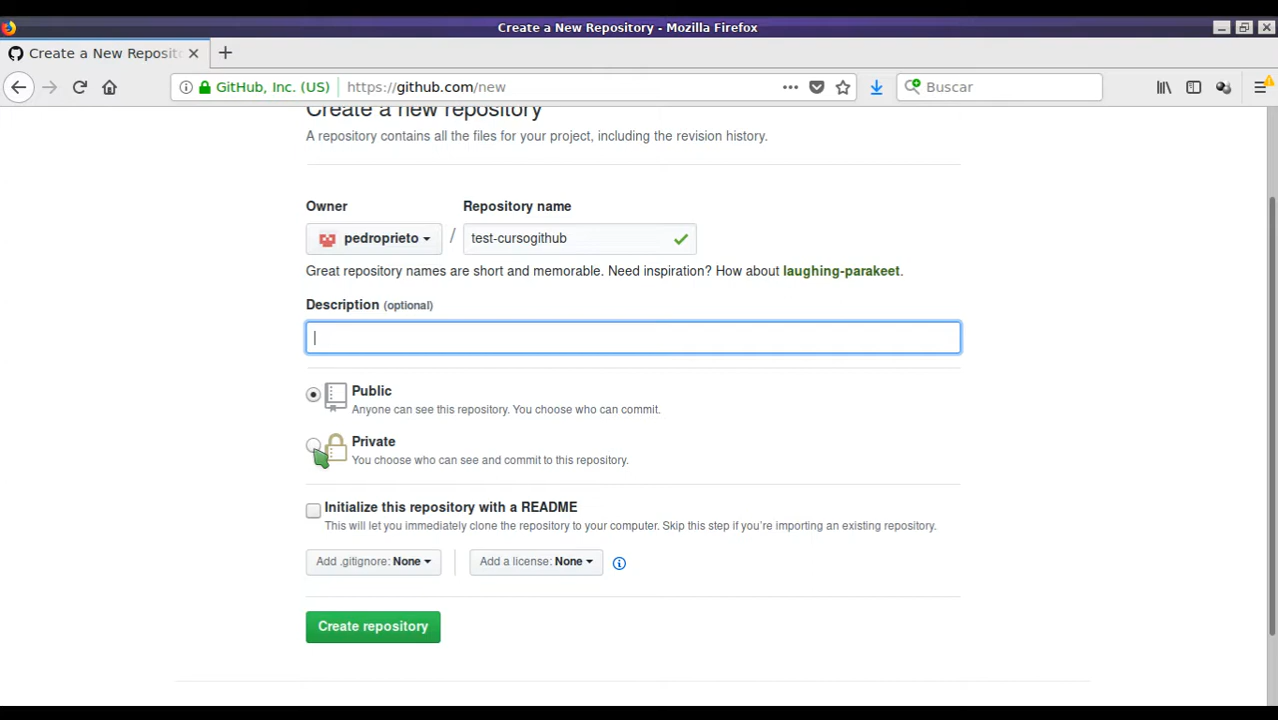 Create a New Repository - Mozilla Firefox
Create a New Reposit
GitHub, Inc. (US) https://github.com/new Buscar
Create a new repository
A repository contains all the files for your project, including the revision history.
Owner Repository name
pedroprieto / test-cursogithub
Great repository names are short and memorable. Need inspiration? How about laughing-parakeet.
Description (optional)
Public
Anyone can see this repository. You choose who can commit.
Private
You choose who can see and commit to this repository.
Initialize this repository with a README
This will let you immediately clone the repository to your computer. Skip this step if you're importing an existing repository.
Add .gitignore: None Add a license: None
Create repository